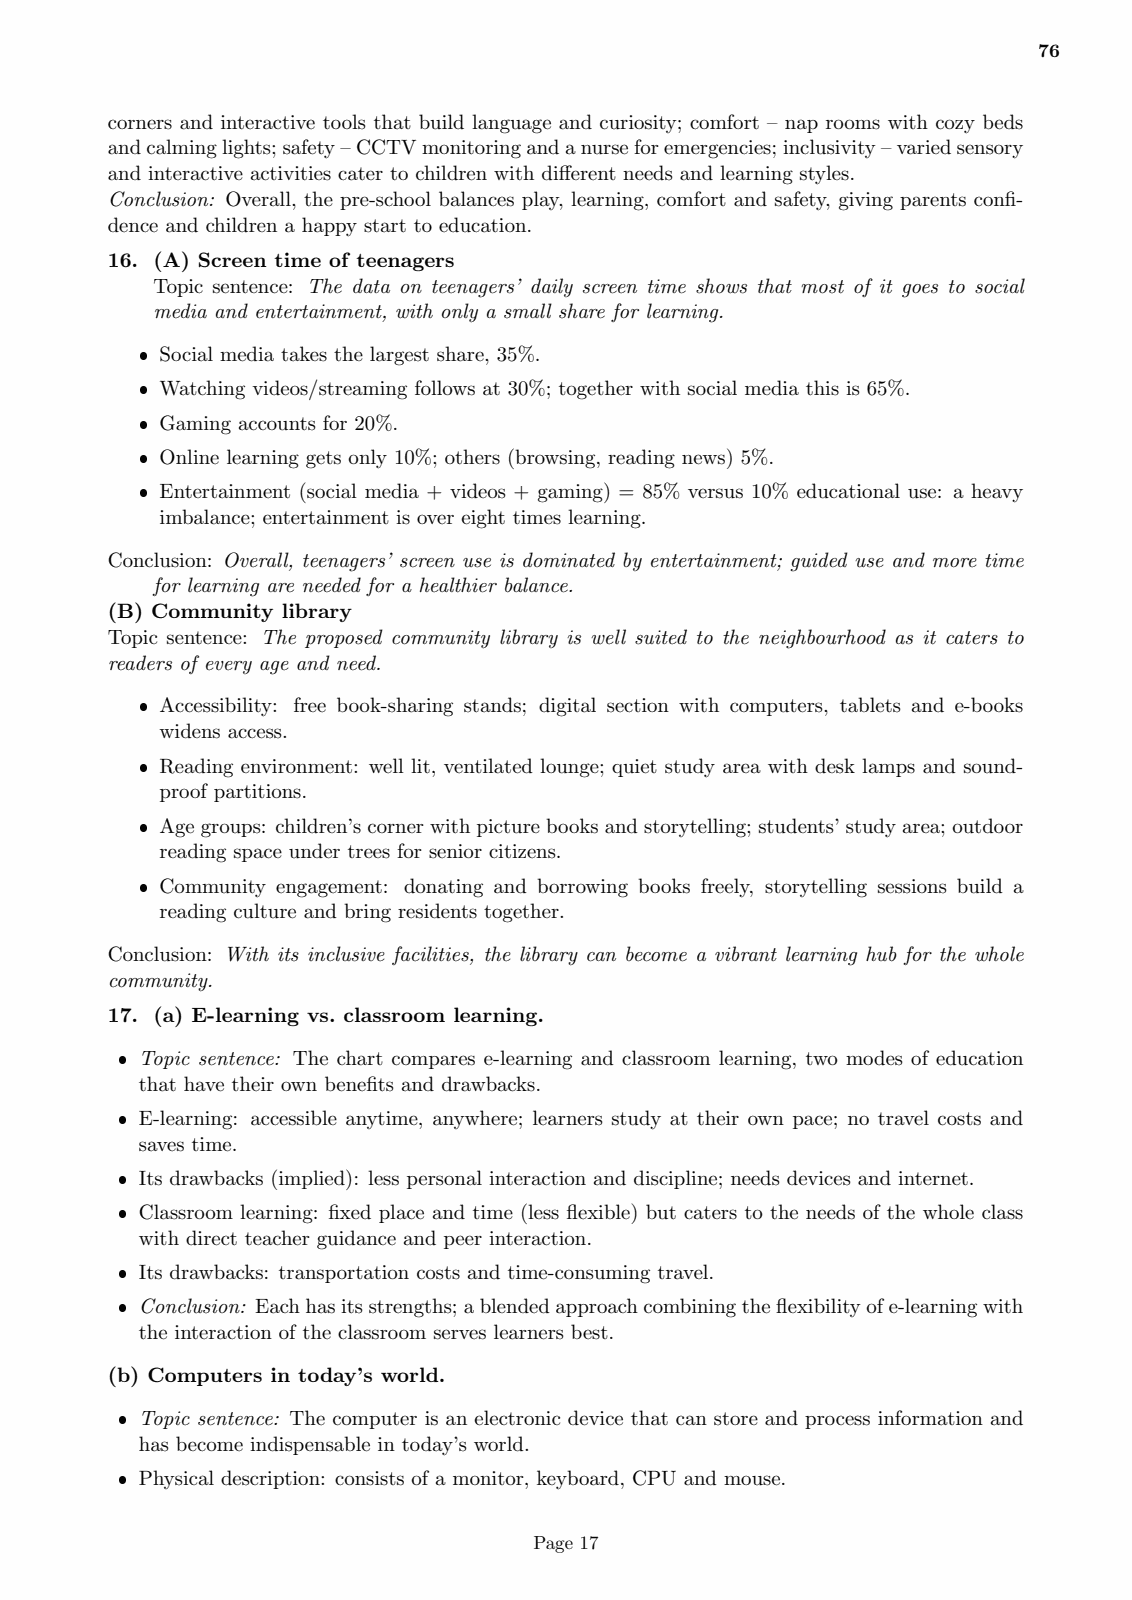 76
corners and interactive tools that build language and curiosity; comfort – nap rooms with cozy beds
and calming lights; safety – CCTV monitoring and a nurse for emergencies; inclusivity – varied sensory
and interactive activities cater to children with different needs and learning styles.
Conclusion: Overall, the pre-school balances play, learning, comfort and safety, giving parents confi-
dence and children a happy start to education.
16. (A) Screen time of teenagers
Topic sentence: The data on teenagers' daily screen time shows that most of it goes to social
media and entertainment, with only a small share for learning.
• Social media takes the largest share, 35%.
• Watching videos/streaming follows at 30%; together with social media this is 65%.
• Gaming accounts for 20%.
• Online learning gets only 10%; others (browsing, reading news) 5%.
• Entertainment (social media + videos + gaming) = 85% versus 10% educational use: a heavy
imbalance; entertainment is over eight times learning.
Conclusion: Overall, teenagers' screen use is dominated by entertainment; guided use and more time
for learning are needed for a healthier balance.
(B) Community library
Topic sentence: The proposed community library is well suited to the neighbourhood as it caters to
readers of every age and need.
• Accessibility: free book-sharing stands; digital section with computers, tablets and e-books
widens access.
• Reading environment: well lit, ventilated lounge; quiet study area with desk lamps and sound-
proof partitions.
• Age groups: children's corner with picture books and storytelling; students' study area; outdoor
reading space under trees for senior citizens.
• Community engagement: donating and borrowing books freely, storytelling sessions build a
reading culture and bring residents together.
Conclusion: With its inclusive facilities, the library can become a vibrant learning hub for the whole
community.
17. (a) E-learning vs. classroom learning.
• Topic sentence: The chart compares e-learning and classroom learning, two modes of education
that have their own benefits and drawbacks.
• E-learning: accessible anytime, anywhere; learners study at their own pace; no travel costs and
saves time.
• Its drawbacks (implied): less personal interaction and discipline; needs devices and internet.
• Classroom learning: fixed place and time (less flexible) but caters to the needs of the whole class
with direct teacher guidance and peer interaction.
• Its drawbacks: transportation costs and time-consuming travel.
• Conclusion: Each has its strengths; a blended approach combining the flexibility of e-learning with
the interaction of the classroom serves learners best.
(b) Computers in today's world.
• Topic sentence: The computer is an electronic device that can store and process information and
has become indispensable in today's world.
• Physical description: consists of a monitor, keyboard, CPU and mouse.
Page 17